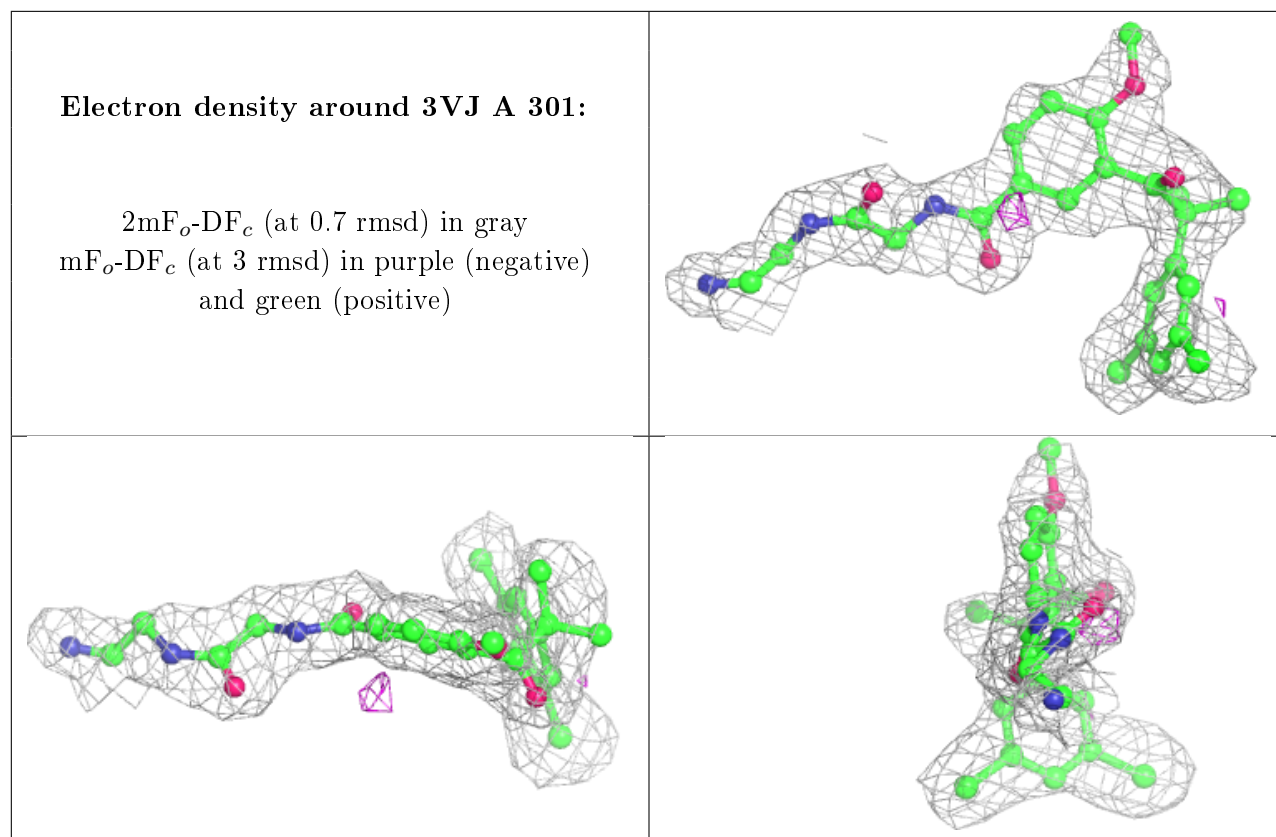 Electron density around 3VJ A 301:
2mFₒ-DF𝒸 (at 0.7 rmsd) in gray
mFₒ-DF𝒸 (at 3 rmsd) in purple (negative)
and green (positive)